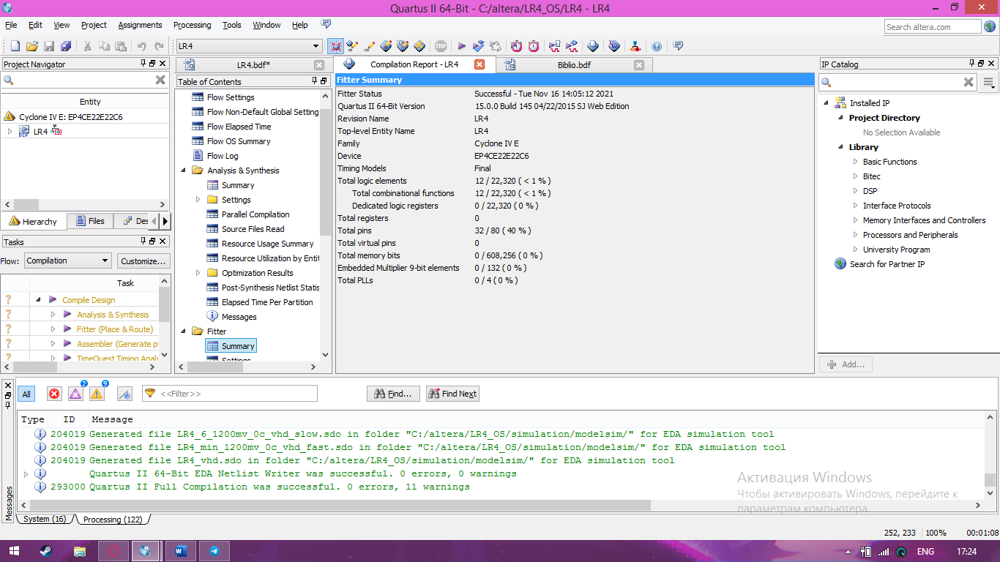 Quartus II 64-Bit - C:/altera/LR4_OS/LR4 - LR4
File Edit View Project Assignments Processing Tools Window Help
Search altera.com
LR4
Project Navigator
Entity
Cyclone IV E: EP4CE22E22C6
LR4
Hierarchy Files
Tasks
Flow: Compilation Customize...
Task
Compile Design
Analysis & Synthesis
Fitter (Place & Route)
Assembler (Generate p
TimeQuest Timing Anal
LR4.bdf* Compilation Report - LR4 Biblio.bdf
Table of Contents
Flow Settings
Flow Non-Default Global Setting
Flow Elapsed Time
Flow OS Summary
Flow Log
Analysis & Synthesis
Summary
Settings
Parallel Compilation
Source Files Read
Resource Usage Summary
Resource Utilization by Entit
Optimization Results
Post-Synthesis Netlist Statis
Elapsed Time Per Partition
Messages
Fitter
Summary
Settings
Fitter Summary
Fitter Status Successful - Tue Nov 16 14:05:12 2021
Quartus II 64-Bit Version 15.0.0 Build 145 04/22/2015 SJ Web Edition
Revision Name LR4
Top-level Entity Name LR4
Family Cyclone IV E
Device EP4CE22E22C6
Timing Models Final
Total logic elements 12 / 22,320 ( < 1 % )
Total combinational functions 12 / 22,320 ( < 1 % )
Dedicated logic registers 0 / 22,320 ( 0 % )
Total registers 0
Total pins 32 / 80 ( 40 % )
Total virtual pins 0
Total memory bits 0 / 608,256 ( 0 % )
Embedded Multiplier 9-bit elements 0 / 132 ( 0 % )
Total PLLs 0 / 4 ( 0 % )
IP Catalog
Installed IP
Project Directory
No Selection Available
Library
Basic Functions
Bitec
DSP
Interface Protocols
Memory Interfaces and Controllers
Processors and Peripherals
University Program
Search for Partner IP
Add...
All 2 9 <<Filter>> Find... Find Next
Type ID Message
204019 Generated file LR4_6_1200mv_0c_vhd_slow.sdo in folder "C:/altera/LR4_OS/simulation/modelsim/" for EDA simulation tool
204019 Generated file LR4_min_1200mv_0c_vhd_fast.sdo in folder "C:/altera/LR4_OS/simulation/modelsim/" for EDA simulation tool
204019 Generated file LR4_vhd.sdo in folder "C:/altera/LR4_OS/simulation/modelsim/" for EDA simulation tool
Quartus II 64-Bit EDA Netlist Writer was successful. 0 errors, 0 warnings
293000 Quartus II Full Compilation was successful. 0 errors, 11 warnings
Messages
System (16) Processing (122)
Активация Windows
Чтобы активировать Windows, перейдите к
параметрам компьютера.
252, 233 100% 00:01:08
ENG 17:24